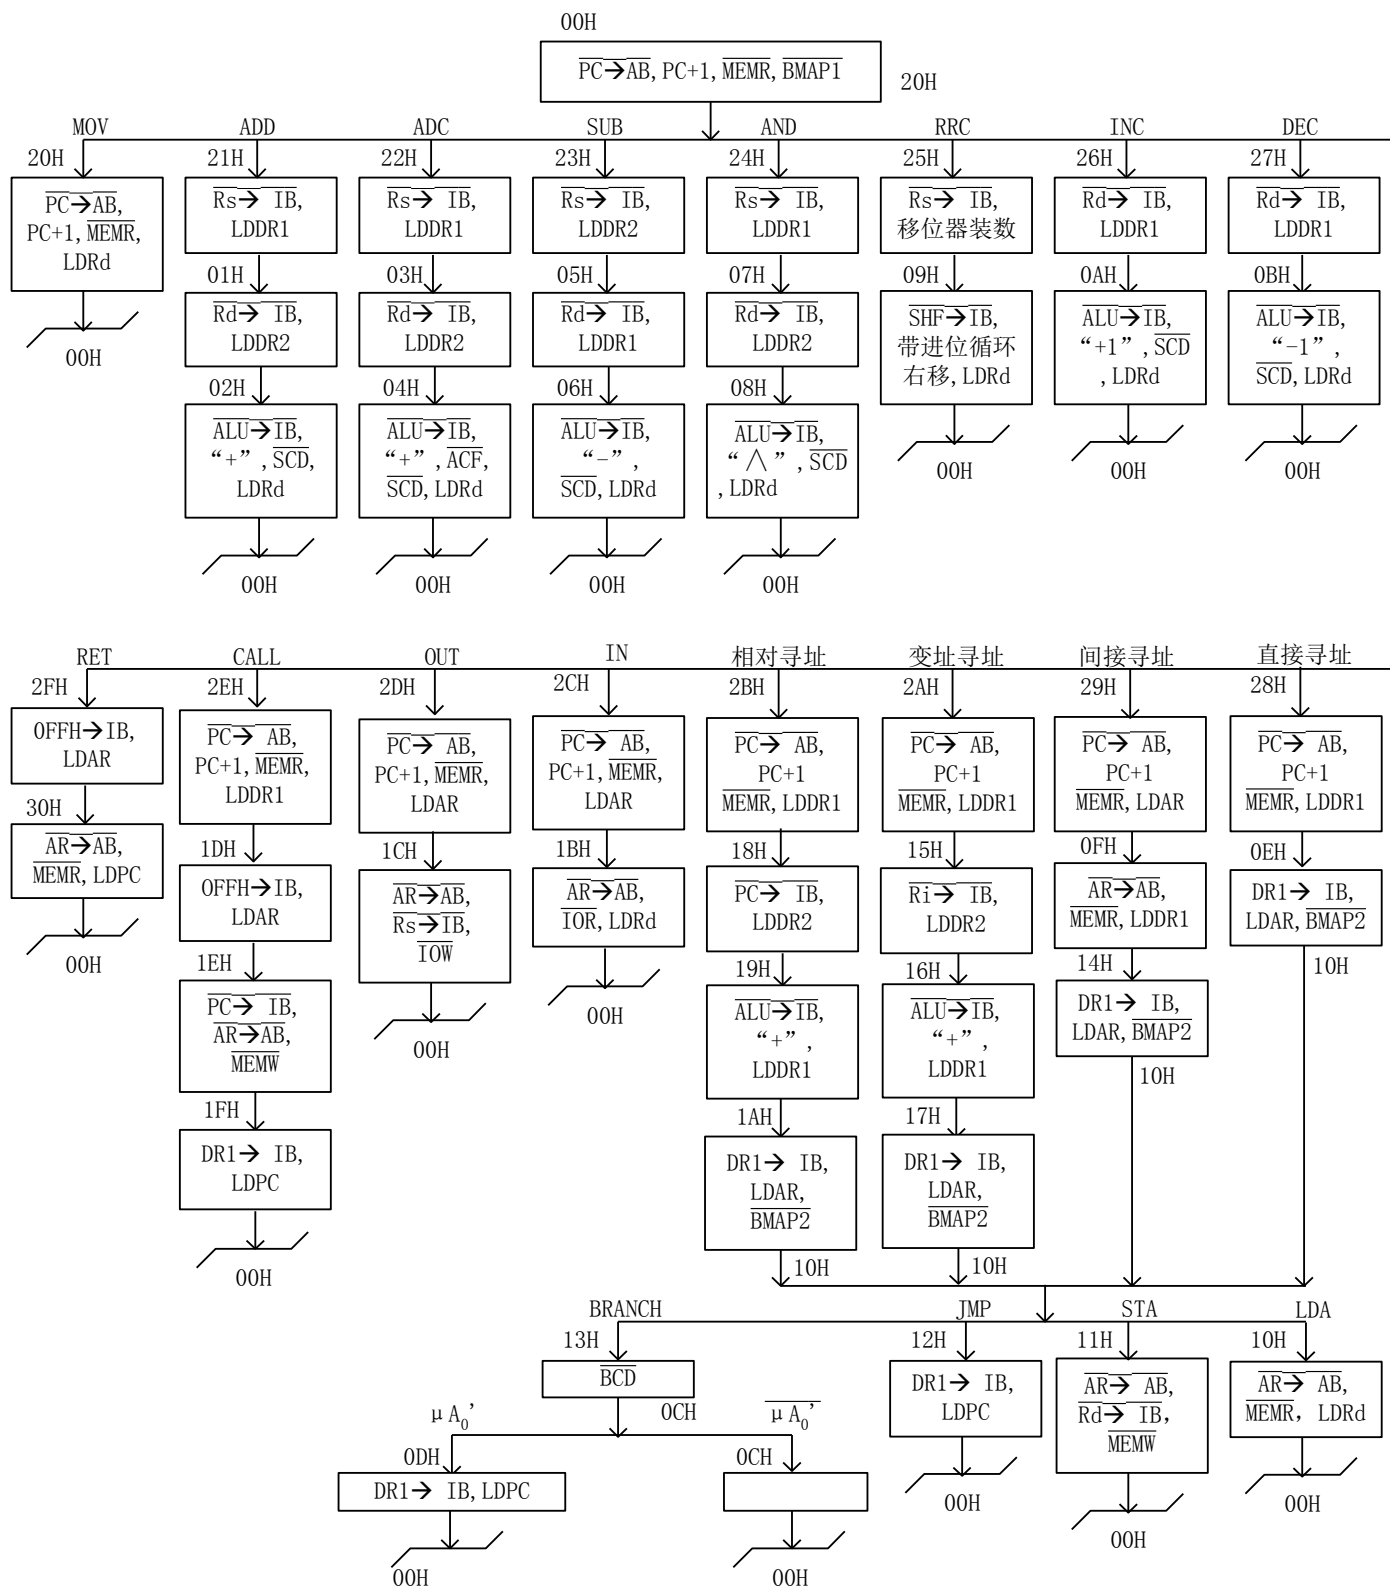 00H
PC→AB, PC+1, MEMR, BMAP1
20H
MOV ADD ADC SUB AND RRC INC DEC
20H 21H 22H 23H 24H 25H 26H 27H
PC→AB,
PC+1, MEMR,
LDRd
00H
Rs→ IB,
LDDR1
01H
Rd→ IB,
LDDR2
02H
ALU→IB,
“+”, SCD,
LDRd
00H
Rs→ IB,
LDDR1
03H
Rd→ IB,
LDDR2
04H
ALU→IB,
“+”, ACF,
SCD, LDRd
00H
Rs→ IB,
LDDR2
05H
Rd→ IB,
LDDR1
06H
ALU→IB,
“-”,
SCD, LDRd
00H
Rs→ IB,
LDDR1
07H
Rd→ IB,
LDDR2
08H
ALU→IB,
“∧”, SCD
, LDRd
00H
Rs→ IB,
移位器装数
09H
SHF→IB,
带进位循环
右移, LDRd
00H
Rd→ IB,
LDDR1
0AH
ALU→IB,
“+1”, SCD
, LDRd
00H
Rd→ IB,
LDDR1
0BH
ALU→IB,
“-1”,
SCD, LDRd
00H
RET CALL OUT IN 相对寻址 变址寻址 间接寻址 直接寻址
2FH 2EH 2DH 2CH 2BH 2AH 29H 28H
0FFH→IB,
LDAR
30H
AR→AB,
MEMR, LDPC
00H
PC→ AB,
PC+1, MEMR,
LDDR1
1DH
0FFH→IB,
LDAR
1EH
PC→ IB,
AR→AB,
MEMW
1FH
DR1→ IB,
LDPC
00H
PC→ AB,
PC+1, MEMR,
LDAR
1CH
AR→AB,
Rs→IB,
IOW
00H
PC→ AB,
PC+1, MEMR,
LDAR
1BH
AR→AB,
IOR, LDRd
00H
PC→ AB,
PC+1
MEMR, LDDR1
18H
PC→ IB,
LDDR2
19H
ALU→IB,
“+”,
LDDR1
1AH
DR1→ IB,
LDAR,
BMAP2
10H
PC→ AB,
PC+1
MEMR, LDDR1
15H
Ri→ IB,
LDDR2
16H
ALU→IB,
“+”,
LDDR1
17H
DR1→ IB,
LDAR,
BMAP2
10H
PC→ AB,
PC+1
MEMR, LDAR
0FH
AR→AB,
MEMR, LDDR1
14H
DR1→ IB,
LDAR, BMAP2
10H
PC→ AB,
PC+1
MEMR, LDDR1
0EH
DR1→ IB,
LDAR, BMAP2
10H
BRANCH JMP STA LDA
13H 12H 11H 10H
BCD
0CH
μA₀’ μA₀’
0DH 0CH
DR1→ IB, LDPC
00H
00H
DR1→ IB,
LDPC
00H
AR→ AB,
Rd→ IB,
MEMW
00H
AR→ AB,
MEMR, LDRd
00H